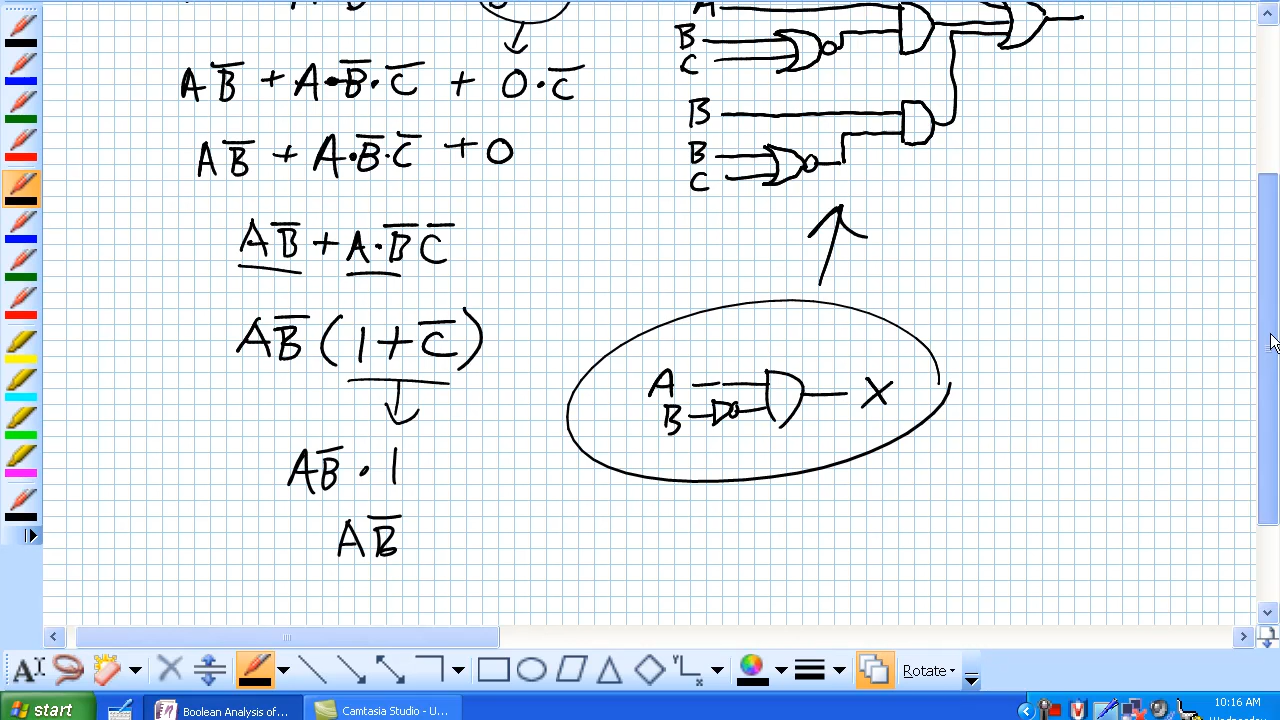 A
B
C
AB̅ + A·B̅·C̅ + 0·C̅
B
AB̅ + A·B̅·C̅ + 0
B
C
AB̅ + A·B̅C̅
AB̅(1+C̅)
A
B
X
AB̅·1
AB̅
A
Rotate
start
Boolean Analysis of...
Camtasia Studio - U...
10:16 AM